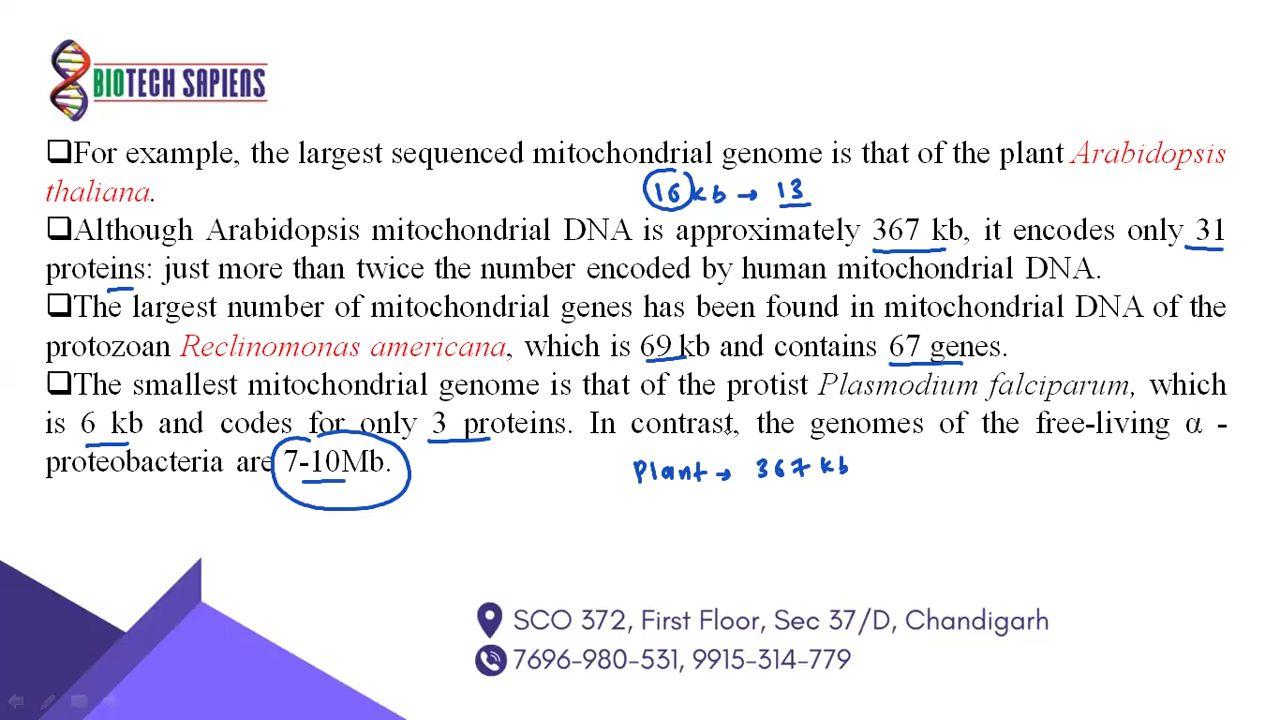 BIOTECH SAPIENS
❑For example, the largest sequenced mitochondrial genome is that of the plant Arabidopsis
thaliana.
16 kb → 13
❑Although Arabidopsis mitochondrial DNA is approximately 367 kb, it encodes only 31
proteins: just more than twice the number encoded by human mitochondrial DNA.
❑The largest number of mitochondrial genes has been found in mitochondrial DNA of the
protozoan Reclinomonas americana, which is 69 kb and contains 67 genes.
❑The smallest mitochondrial genome is that of the protist Plasmodium falciparum, which
is 6 kb and codes for only 3 proteins. In contrast, the genomes of the free-living α -
proteobacteria are 7-10Mb.
Plant → 367 kb
SCO 372, First Floor, Sec 37/D, Chandigarh
7696-980-531, 9915-314-779